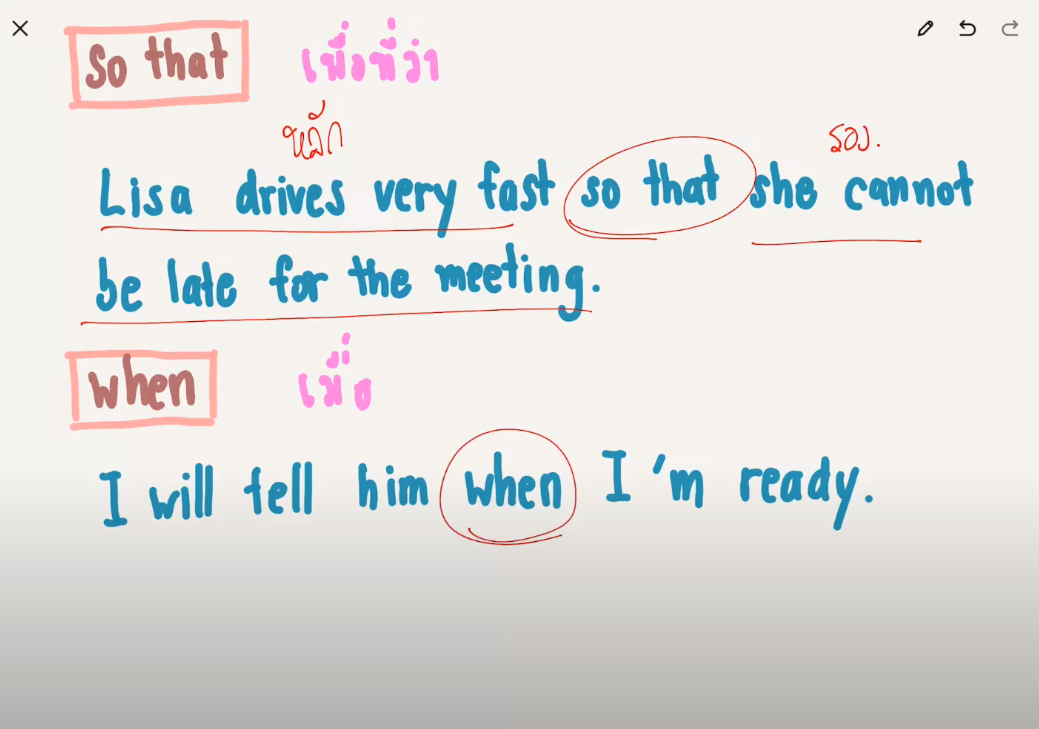 so that เพื่อที่ว่า
หลัก รอง.
Lisa drives very fast so that she cannot
be late for the meeting.
when เมื่อ
I will tell him when I'm ready.